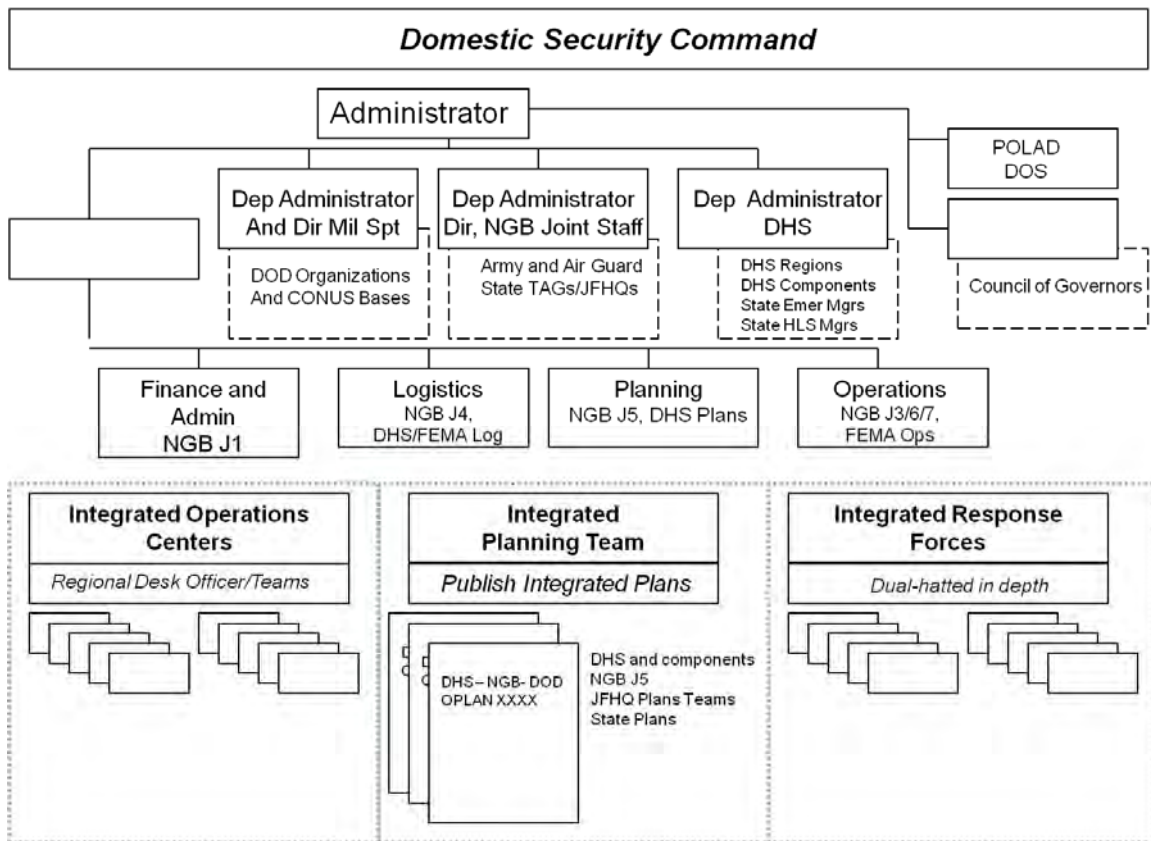 Domestic Security Command
Administrator
POLAD
DOS
Dep Administrator
And Dir Mil Spt
Dep Administrator
Dir, NGB Joint Staff
Dep Administrator
DHS
DOD Organizations
And CONUS Bases
Army and Air Guard
State TAGs/JFHQs
DHS Regions
DHS Components
State Emer Mgrs
State HLS Mgrs
Council of Governors
Finance and
Admin
NGB J1
Logistics
NGB J4,
DHS/FEMA Log
Planning
NGB J5, DHS Plans
Operations
NGB J3/6/7,
FEMA Ops
Integrated Operations
Centers
Regional Desk Officer/Teams
Integrated
Planning Team
Publish Integrated Plans
DHS– NGB- DOD
OPLAN XXXX
DHS and components
NGB J5
JFHQ Plans Teams
State Plans
Integrated Response
Forces
Dual-hatted in depth